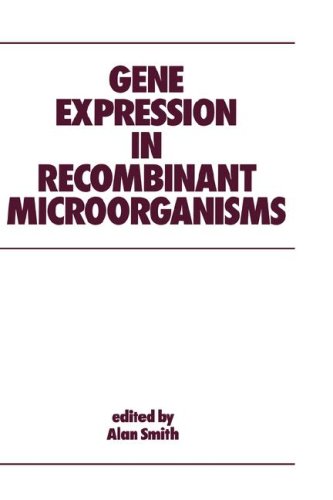 GENE
EXPRESSION
IN
RECOMBINANT
MICROORGANISMS
edited by
Alan Smith